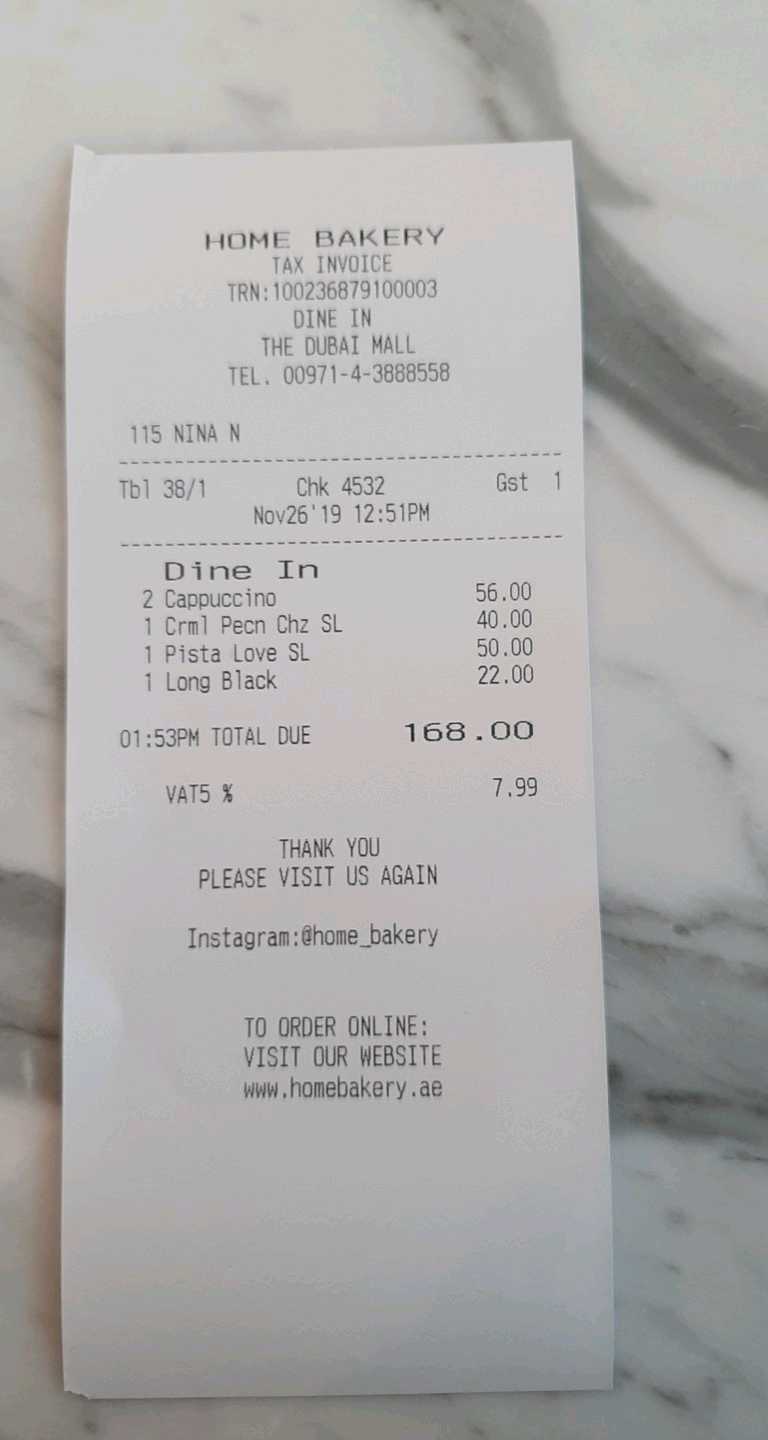 HOME BAKERY
TAX INVOICE
TRN:100236879100003
DINE IN
THE DUBAI MALL
TEL. 00971-4-3888558
115 NINA N
Tbl 38/1 Chk 4532 Gst 1
Nov26'19 12:51PM
Dine In
2 Cappuccino 56.00
1 Crml Pecn Chz SL 40.00
1 Pista Love SL 50.00
1 Long Black 22.00
01:53PM TOTAL DUE 168.00
VAT5 % 7.99
THANK YOU
PLEASE VISIT US AGAIN
Instagram:@home_bakery
TO ORDER ONLINE:
VISIT OUR WEBSITE
www.homebakery.ae